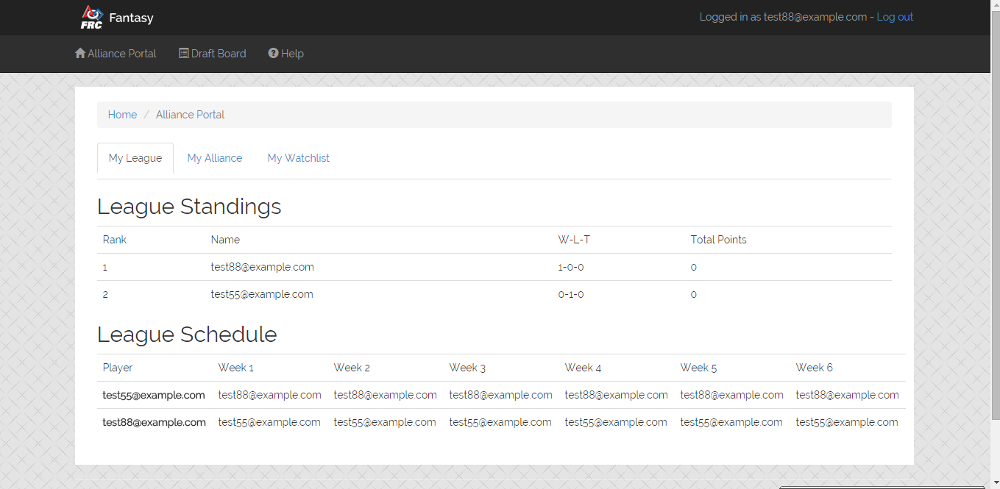 FRC Fantasy Logged in as test88@example.com - Log out
Alliance Portal Draft Board Help
Home / Alliance Portal
My League My Alliance My Watchlist
League Standings
Rank Name W-L-T Total Points
1 test88@example.com 1-0-0 0
2 test55@example.com 0-1-0 0
League Schedule
Player Week 1 Week 2 Week 3 Week 4 Week 5 Week 6
test55@example.com test88@example.com test88@example.com test88@example.com test88@example.com test88@example.com test88@example.com
test88@example.com test55@example.com test55@example.com test55@example.com test55@example.com test55@example.com test55@example.com